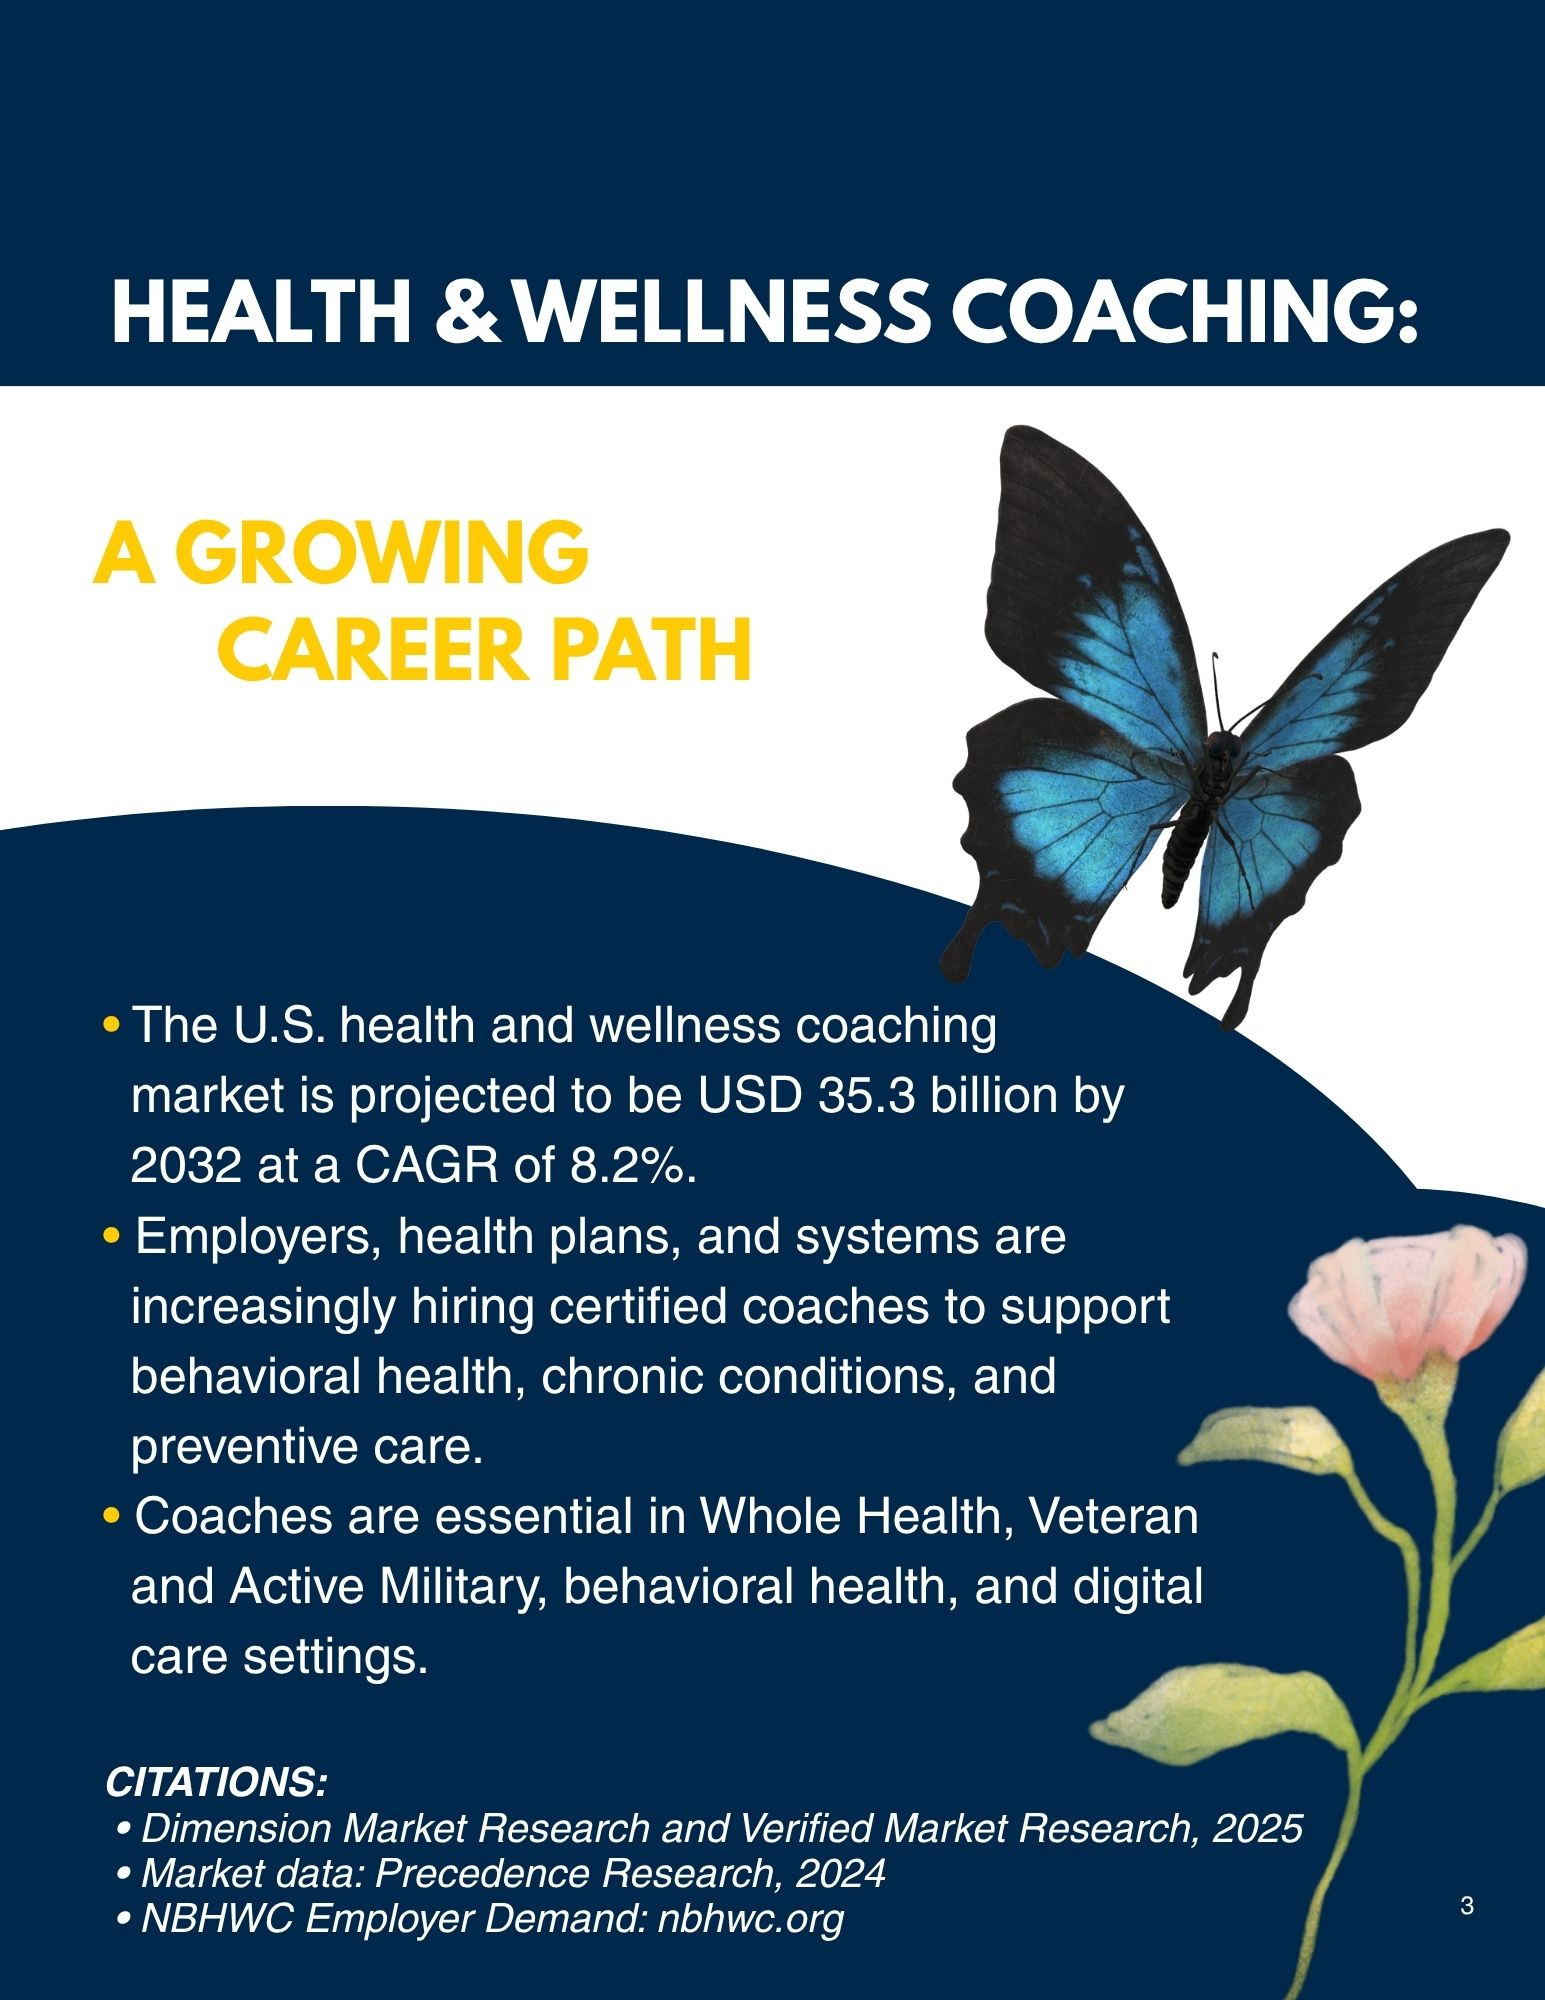 HEALTH & WELLNESS COACHING:
A GROWING
CAREER PATH
• The U.S. health and wellness coaching
market is projected to be USD 35.3 billion by
2032 at a CAGR of 8.2%.
• Employers, health plans, and systems are
increasingly hiring certified coaches to support
behavioral health, chronic conditions, and
preventive care.
• Coaches are essential in Whole Health, Veteran
and Active Military, behavioral health, and digital
care settings.
CITATIONS:
• Dimension Market Research and Verified Market Research, 2025
• Market data: Precedence Research, 2024
• NBHWC Employer Demand: nbhwc.org
3